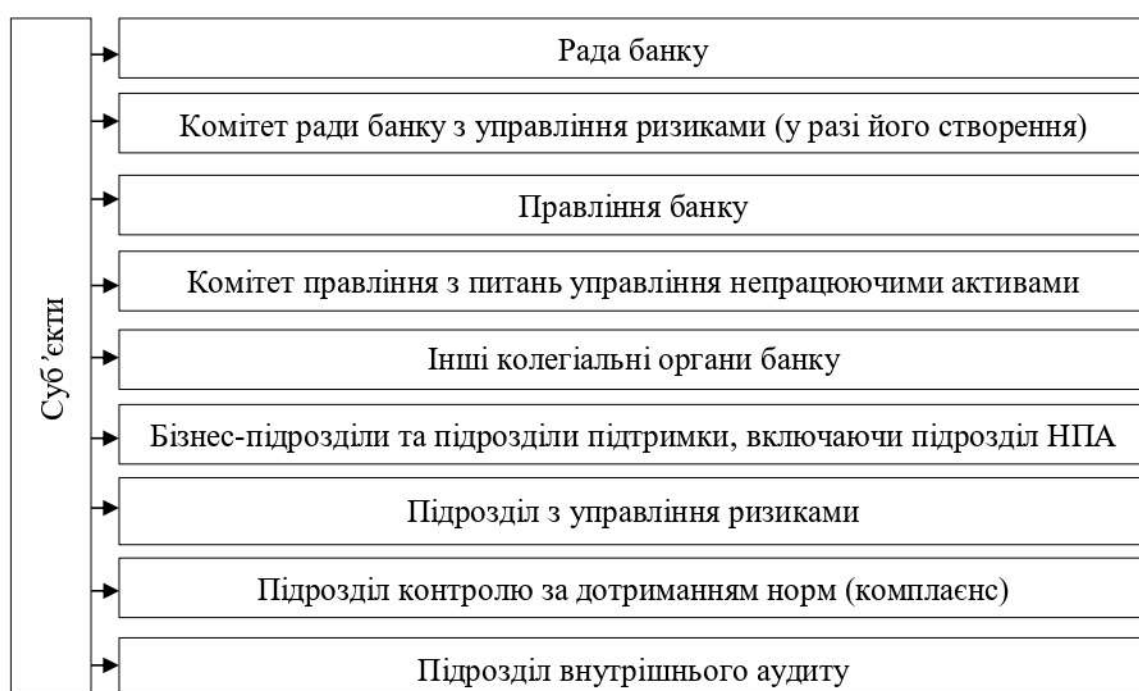 Суб’єкти
Рада банку
Комітет ради банку з управління ризиками (у разі його створення)
Правління банку
Комітет правління з питань управління непрацюючими активами
Інші колегіальні органи банку
Бізнес-підрозділи та підрозділи підтримки, включаючи підрозділ НПА
Підрозділ з управління ризиками
Підрозділ контролю за дотриманням норм (комплаєнс)
Підрозділ внутрішнього аудиту